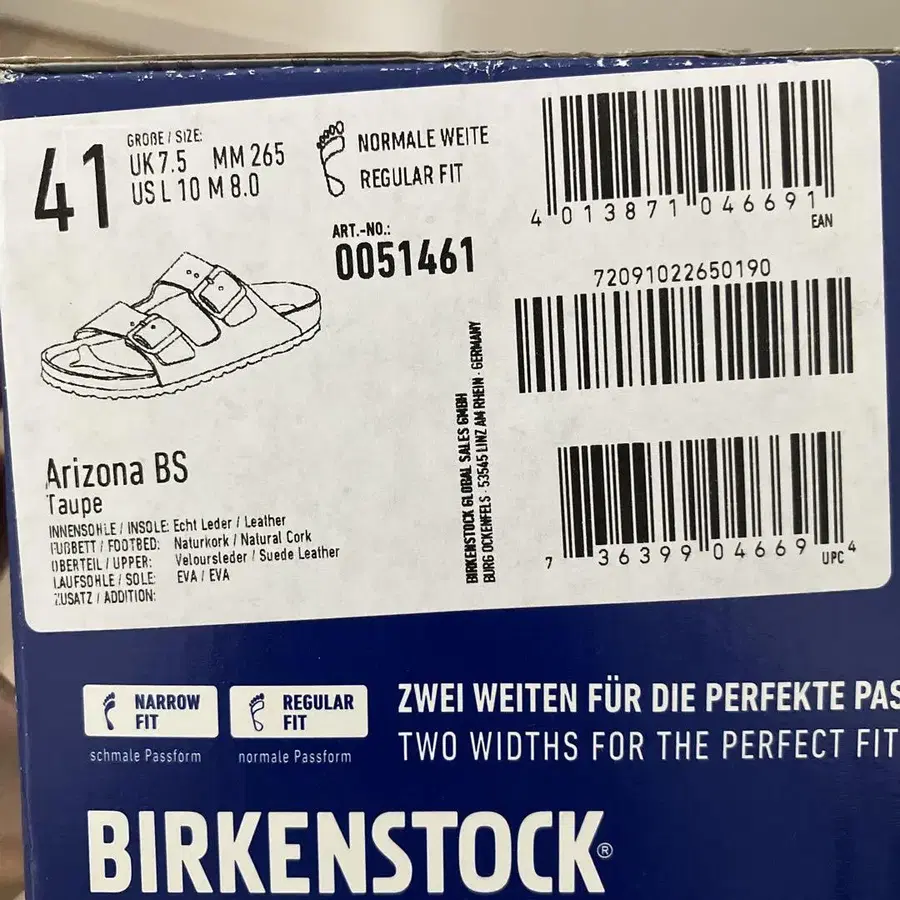 41
GRÖẞE / SIZE:
UK 7.5 MM 265
US L 10 M 8.0
NORMALE WEITE
REGULAR FIT
ART.-NO.:
0051461
4 013871 046691
EAN
72091022650190
7 36399 04669 4
UPC
BIRKENSTOCK GLOBAL SALES GMBH
BURG OCKENFELS · 53545 LINZ AM RHEIN · GERMANY
Arizona BS
Taupe
INNENSOHLE / INSOLE: Echt Leder / Leather
FUßBETT / FOOTBED: Naturkork / Natural Cork
OBERTEIL / UPPER: Veloursleder / Suede Leather
LAUFSOHLE / SOLE: EVA / EVA
ZUSATZ / ADDITION:
NARROW
FIT
schmale Passform
REGULAR
FIT
normale Passform
ZWEI WEITEN FÜR DIE PERFEKTE PAS
TWO WIDTHS FOR THE PERFECT FIT
BIRKENSTOCK®